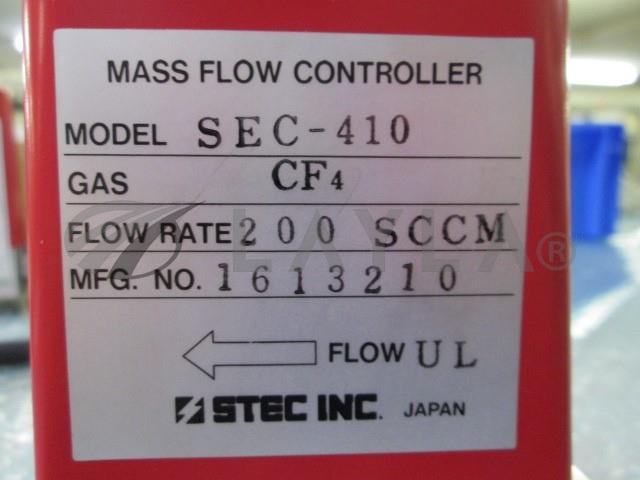 MASS FLOW CONTROLLER
MODEL SEC-410
GAS CF4
FLOW RATE 200 SCCM
MFG. NO. 1613210
FLOW UL
STEC INC. JAPAN
LAYLA®